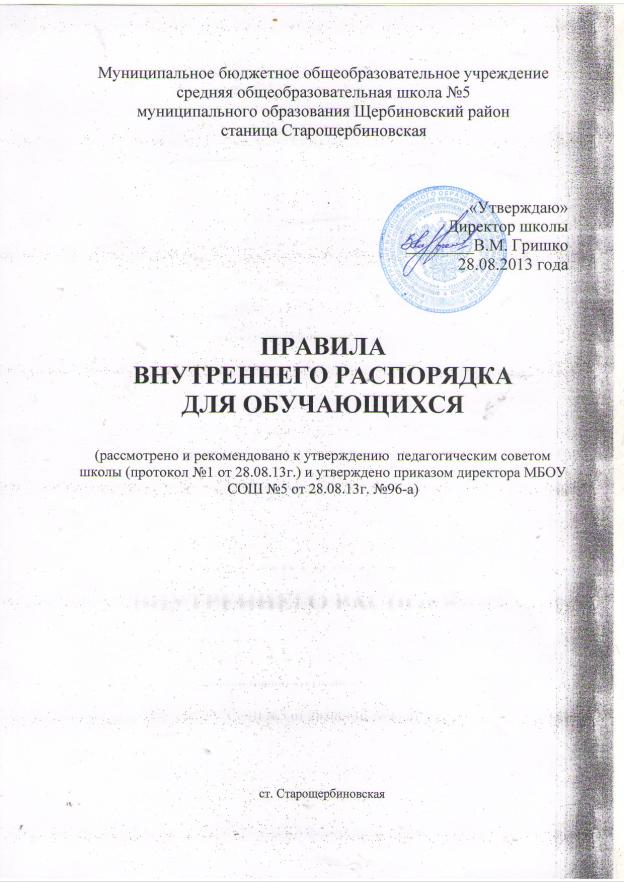 Муниципальное бюджетное общеобразовательное учреждение
средняя общеобразовательная школа №5
муниципального образования Щербиновский район
станица Старощербиновская
«Утверждаю»
Директор школы
В.М. Гришко
28.08.2013 года
ПРАВИЛА
ВНУТРЕННЕГО РАСПОРЯДКА
ДЛЯ ОБУЧАЮЩИХСЯ
(рассмотрено и рекомендовано к утверждению педагогическим советом
школы (протокол №1 от 28.08.13г.) и утверждено приказом директора МБОУ
СОШ №5 от 28.08.13г. №96-а)
ст. Старощербиновская